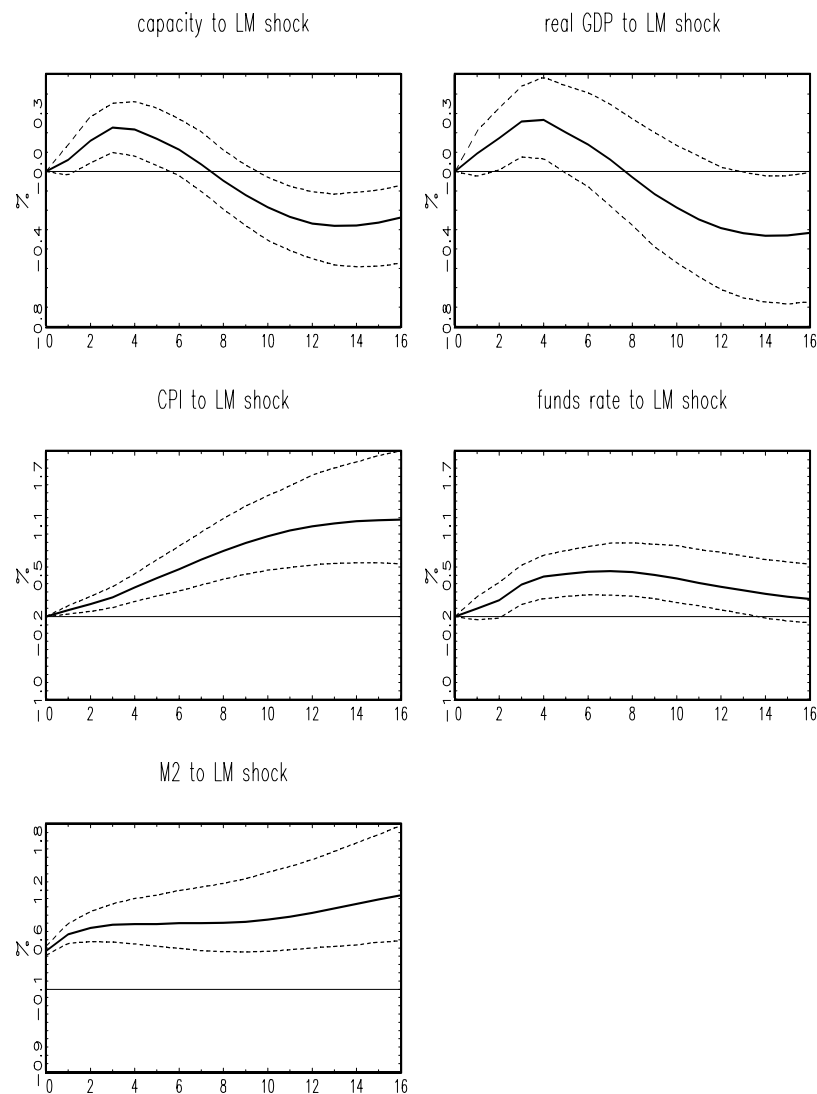 capacity to LM shock
%
−0.8 −0.4 −0.0 0.3
0 2 4 6 8 10 12 14 16
real GDP to LM shock
%
−0.8 −0.4 −0.0 0.3
0 2 4 6 8 10 12 14 16
CPI to LM shock
%
−1.0 −0.2 0.5 1.1 1.7
0 2 4 6 8 10 12 14 16
funds rate to LM shock
%
−1.0 −0.2 0.5 1.1 1.7
0 2 4 6 8 10 12 14 16
M2 to LM shock
%
−0.9 −0.1 0.6 1.2 1.8
0 2 4 6 8 10 12 14 16